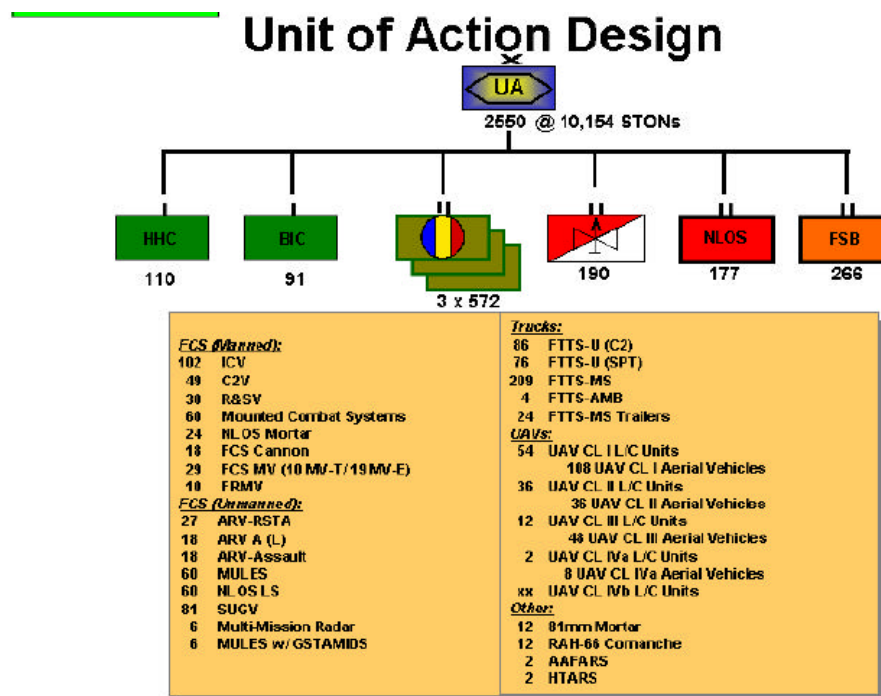 Unit of Action Design
UA
2550 @ 10,154 STONs
HHC
BIC
NLOS
FSB
110
91
3 x 572
190
177
266
FCS (Manned):
102 ICV
49 C2V
30 R&SV
60 Mounted Combat Systems
24 NLOS Mortar
18 FCS Cannon
29 FCS MV (10 MV-T/19 MV-E)
10 FRMV
FCS (Unmanned):
27 ARV-RSTA
18 ARV A (L)
18 ARV-Assault
60 MULES
60 NLOS LS
81 SUGV
6 Multi-Mission Radar
6 MULES w/ GSTAMIDS
Trucks:
86 FTTS-U (C2)
76 FTTS-U (SPT)
209 FTTS-MS
4 FTTS-AMB
24 FTTS-MS Trailers
UAVs:
54 UAV CL I L/C Units
108 UAV CL I Aerial Vehicles
36 UAV CL II L/C Units
36 UAV CL II Aerial Vehicles
12 UAV CL III L/C Units
48 UAV CL III Aerial Vehicles
2 UAV CL IVa L/C Units
8 UAV CL IVa Aerial Vehicles
xx UAV CL IVb L/C Units
Other:
12 81mm Mortar
12 RAH-66 Comanche
2 AAFARS
2 HTARS